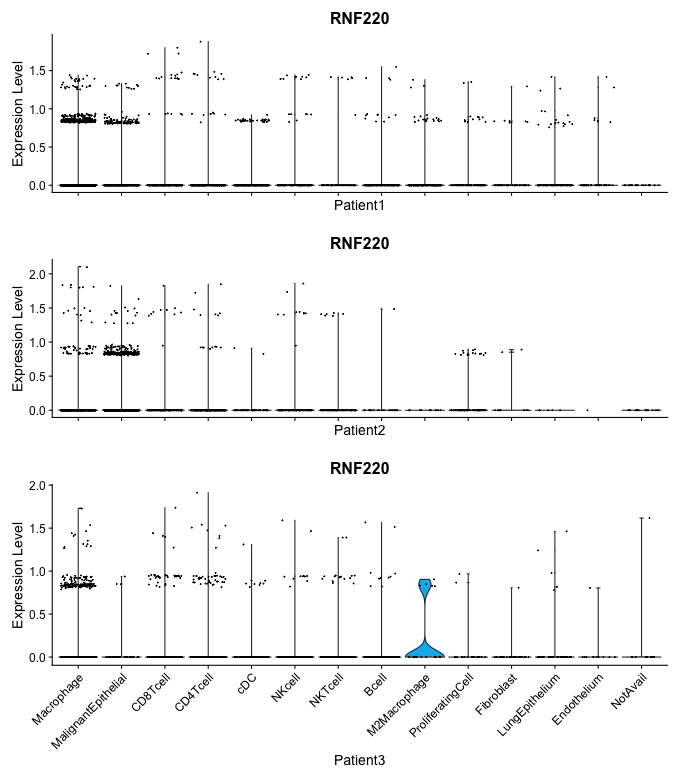 RNF220
Expression Level
1.5
1.0
0.5
0.0
Patient1
RNF220
Expression Level
2.0
1.5
1.0
0.5
0.0
Patient2
RNF220
Expression Level
2.0
1.5
1.0
0.5
0.0
Macrophage
MalignantEpithelial
CD8Tcell
CD4Tcell
cDC
NKcell
NKTcell
Bcell
M2Macrophage
ProliferatingCell
Fibroblast
LungEpithelium
Endothelium
NotAvail
Patient3